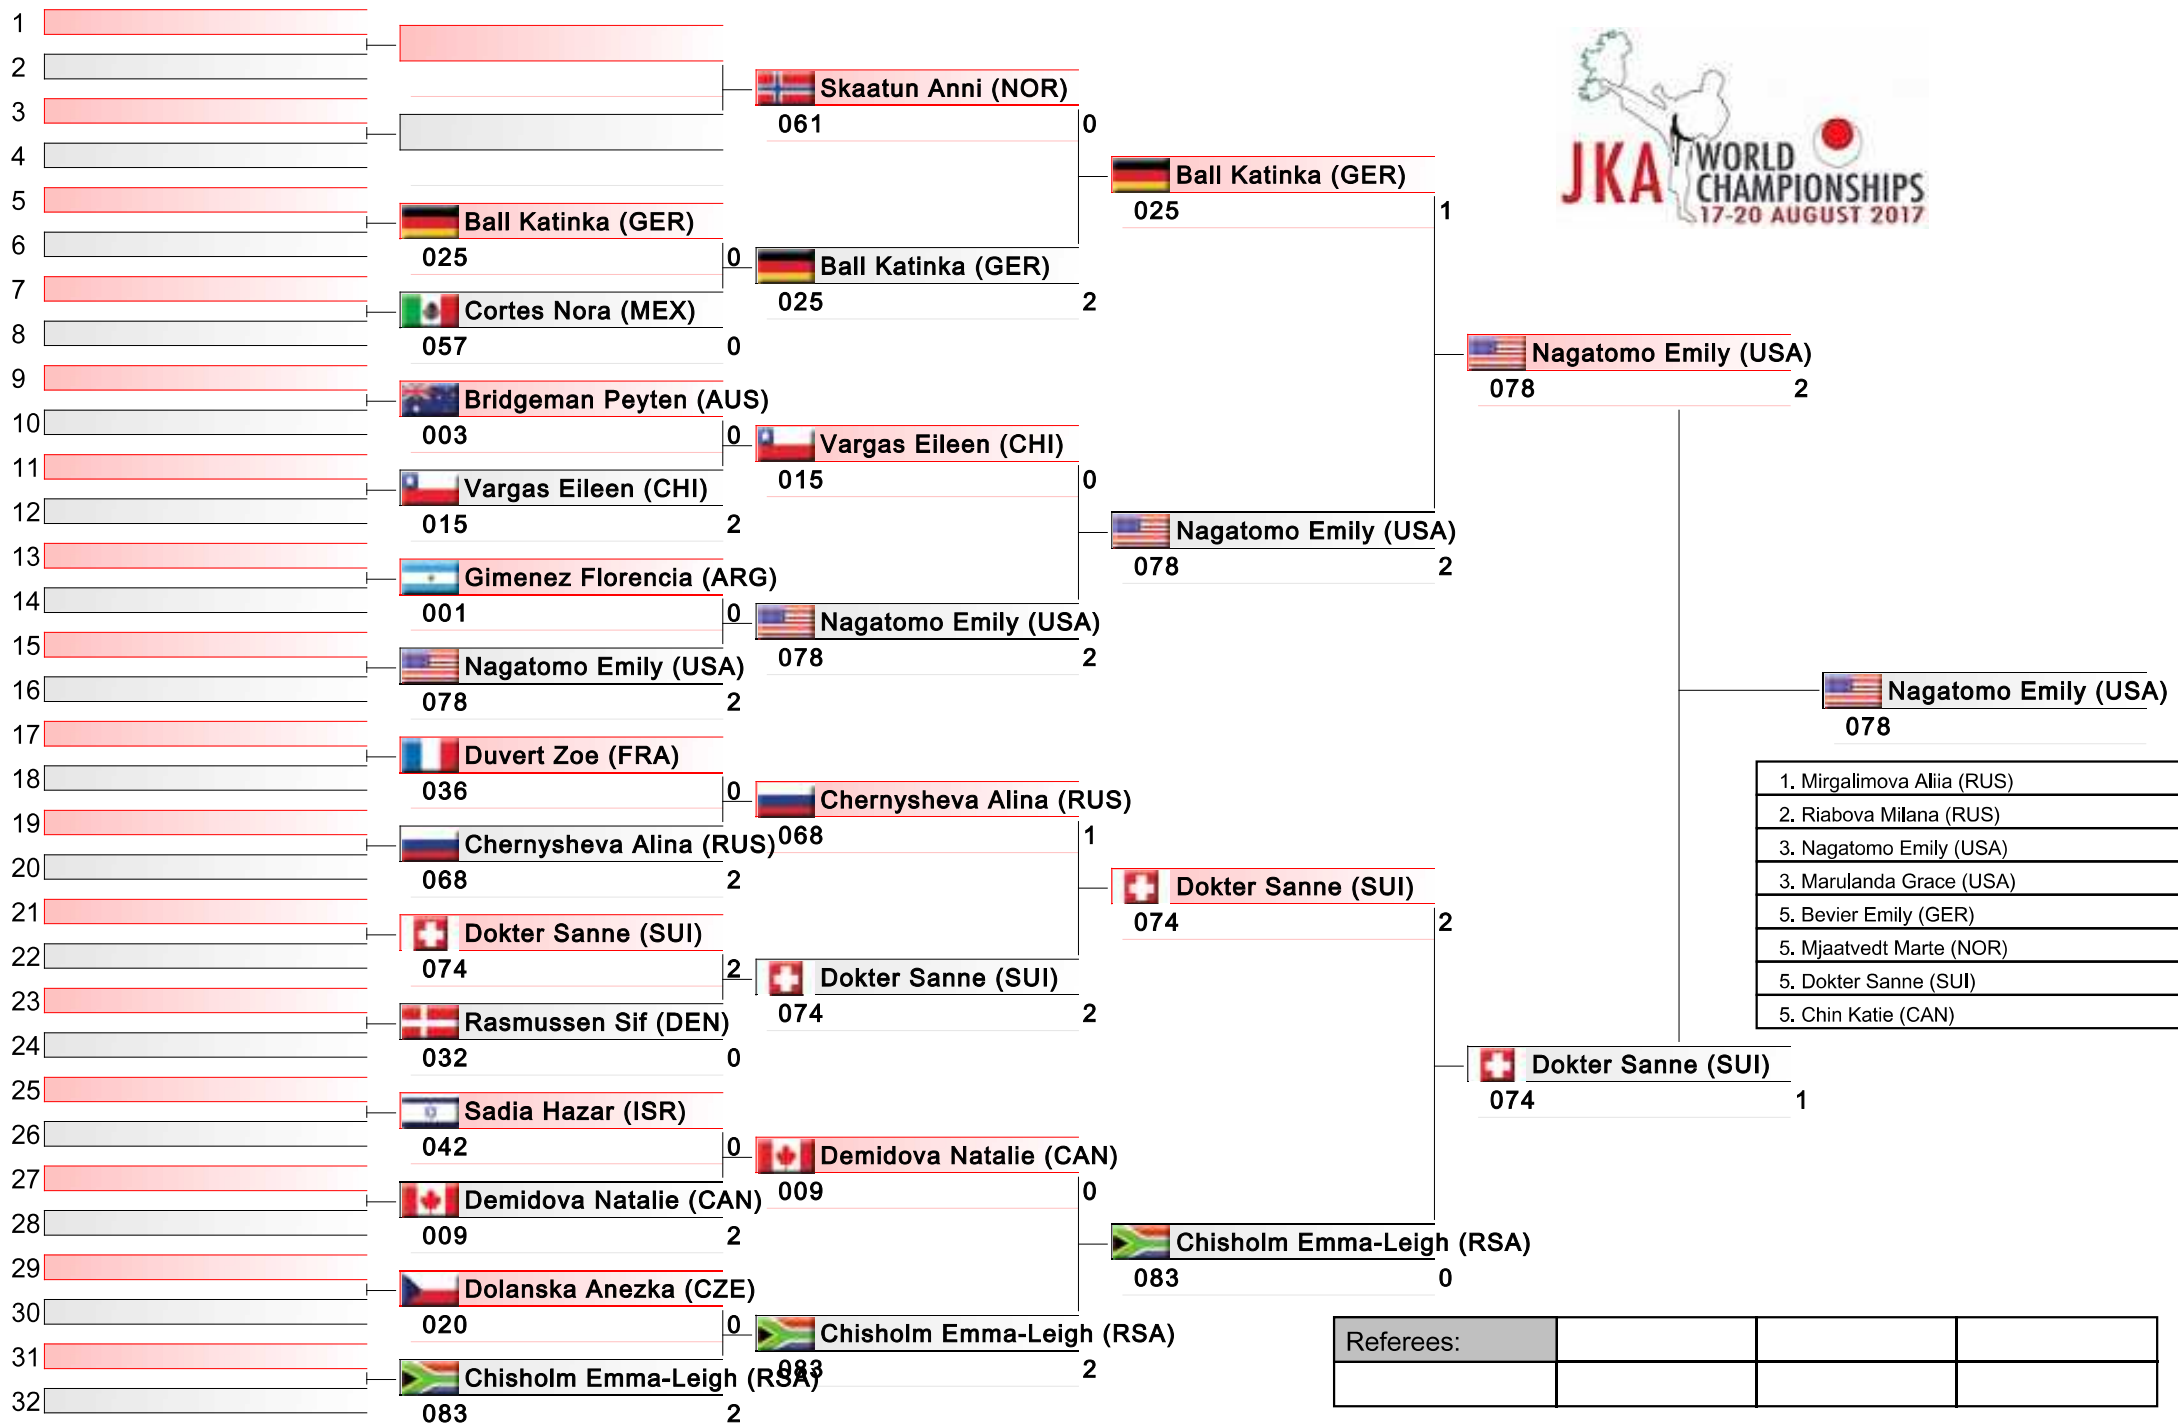 1
2
3
4
5
6
7
8
9
10
11
12
13
14
15
16
17
18
19
20
21
22
23
24
25
26
27
28
29
30
31
32
Ball Katinka (GER)
025 0
Cortes Nora (MEX)
057 0
Bridgeman Peyten (AUS)
003 0
Vargas Eileen (CHI)
015 2
Gimenez Florencia (ARG)
001 0
Nagatomo Emily (USA)
078 2
Duvert Zoe (FRA)
036 0
Chernysheva Alina (RUS)
068 2
Dokter Sanne (SUI)
074 2
Rasmussen Sif (DEN)
032 0
Sadia Hazar (ISR)
042 0
Demidova Natalie (CAN)
009 2
Dolanska Anezka (CZE)
020 0
Chisholm Emma-Leigh (RSA)
083 2
Skaatun Anni (NOR)
061 0
Ball Katinka (GER)
025 2
Vargas Eileen (CHI)
015 0
Nagatomo Emily (USA)
078 2
Chernysheva Alina (RUS)
068 1
Dokter Sanne (SUI)
074 2
Demidova Natalie (CAN)
009 0
Chisholm Emma-Leigh (RSA)
083 2
Ball Katinka (GER)
025 1
Nagatomo Emily (USA)
078 2
Dokter Sanne (SUI)
074 2
Chisholm Emma-Leigh (RSA)
083 0
Nagatomo Emily (USA)
078 2
Dokter Sanne (SUI)
074 1
Nagatomo Emily (USA)
078
JKA WORLD
CHAMPIONSHIPS
17-20 AUGUST 2017
1. Mirgalimova Aliia (RUS)
2. Riabova Milana (RUS)
3. Nagatomo Emily (USA)
3. Marulanda Grace (USA)
5. Bevier Emily (GER)
5. Mjaatvedt Marte (NOR)
5. Dokter Sanne (SUI)
5. Chin Katie (CAN)
Referees: